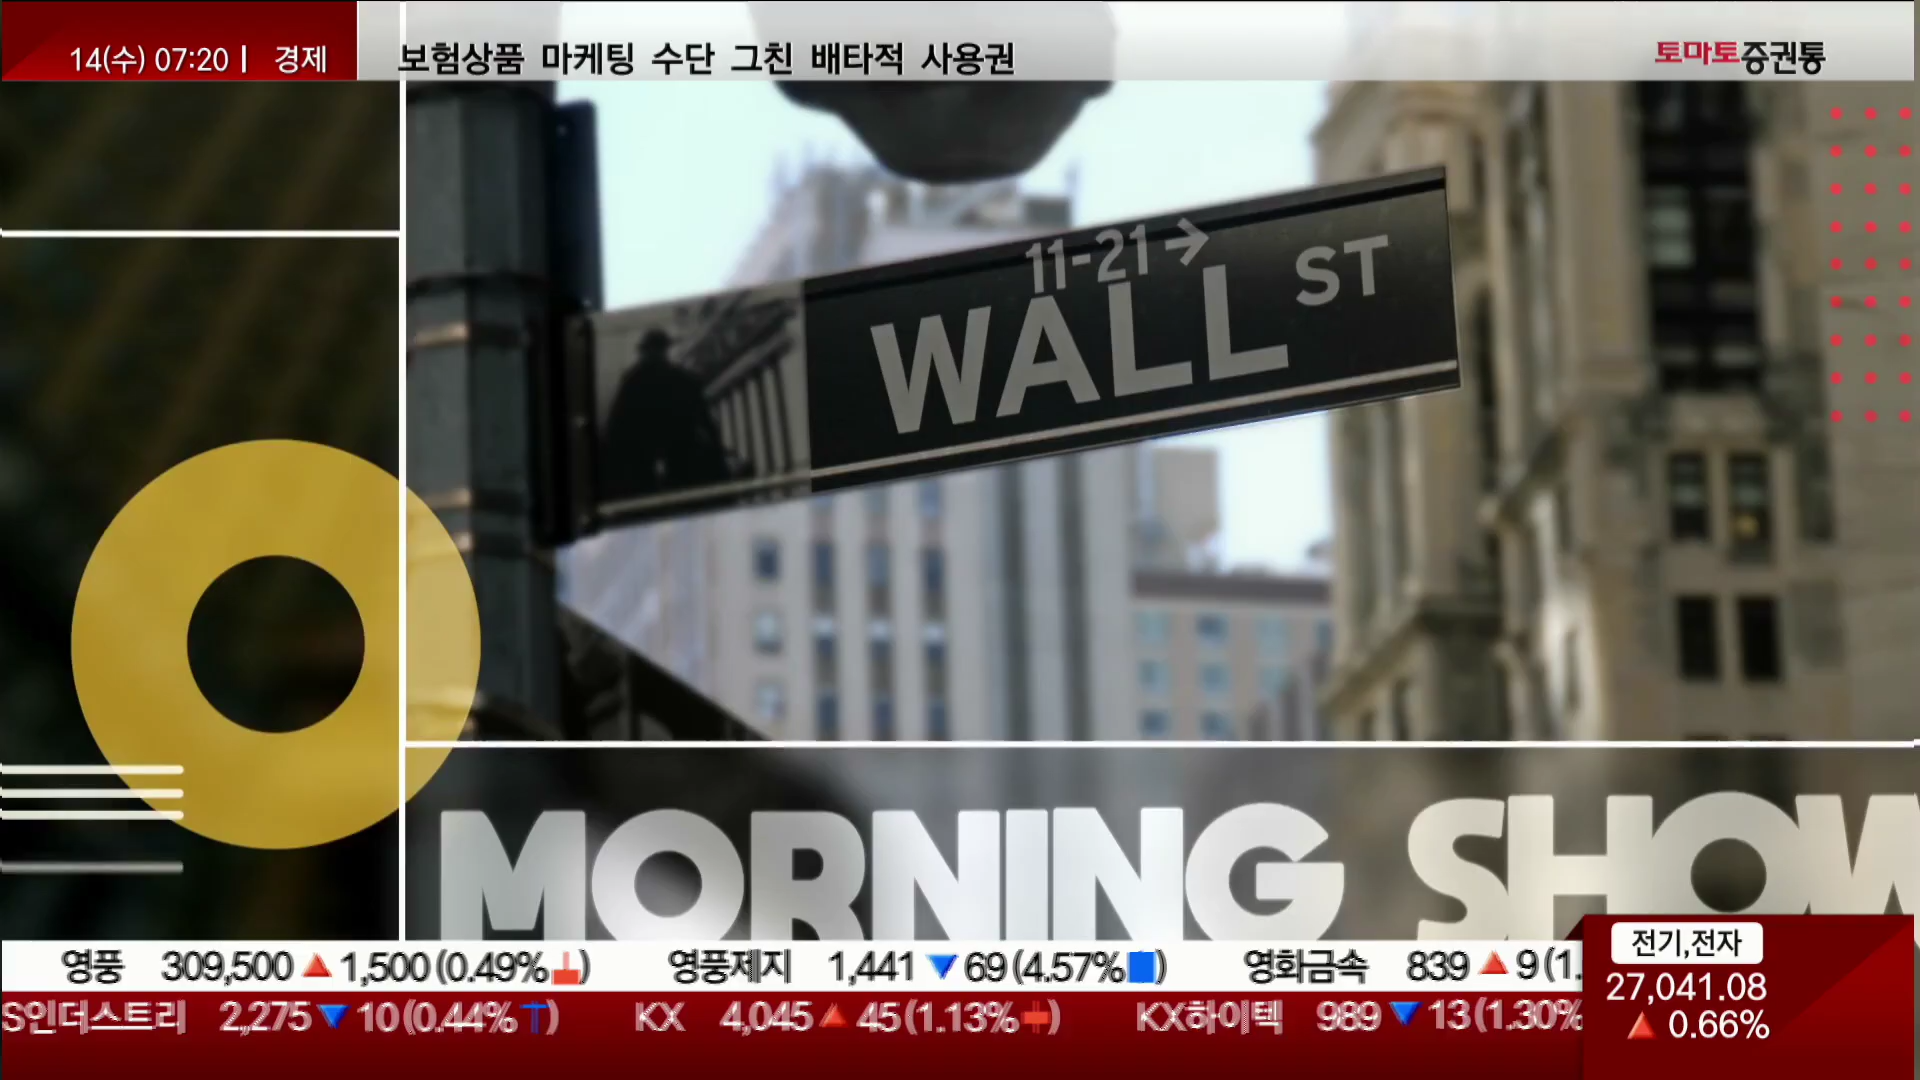 14(수) 07:20 | 경제
보험상품 마케팅 수단 그친 배타적 사용권
토마토증권통
11-21→
WALL ST
MORNING SHOW
영풍 309,500 ▲ 1,500 (0.49%) 영풍제지 1,441 ▼ 69 (4.57%) 영화금속 839 ▲ 9 (1.
S인더스트리 2,275 ▼ 10 (0.44%) KX 4,045 ▲ 45 (1.13%) KX하이텍 989 ▼ 13 (1.30%
전기,전자
27,041.08
▲ 0.66%